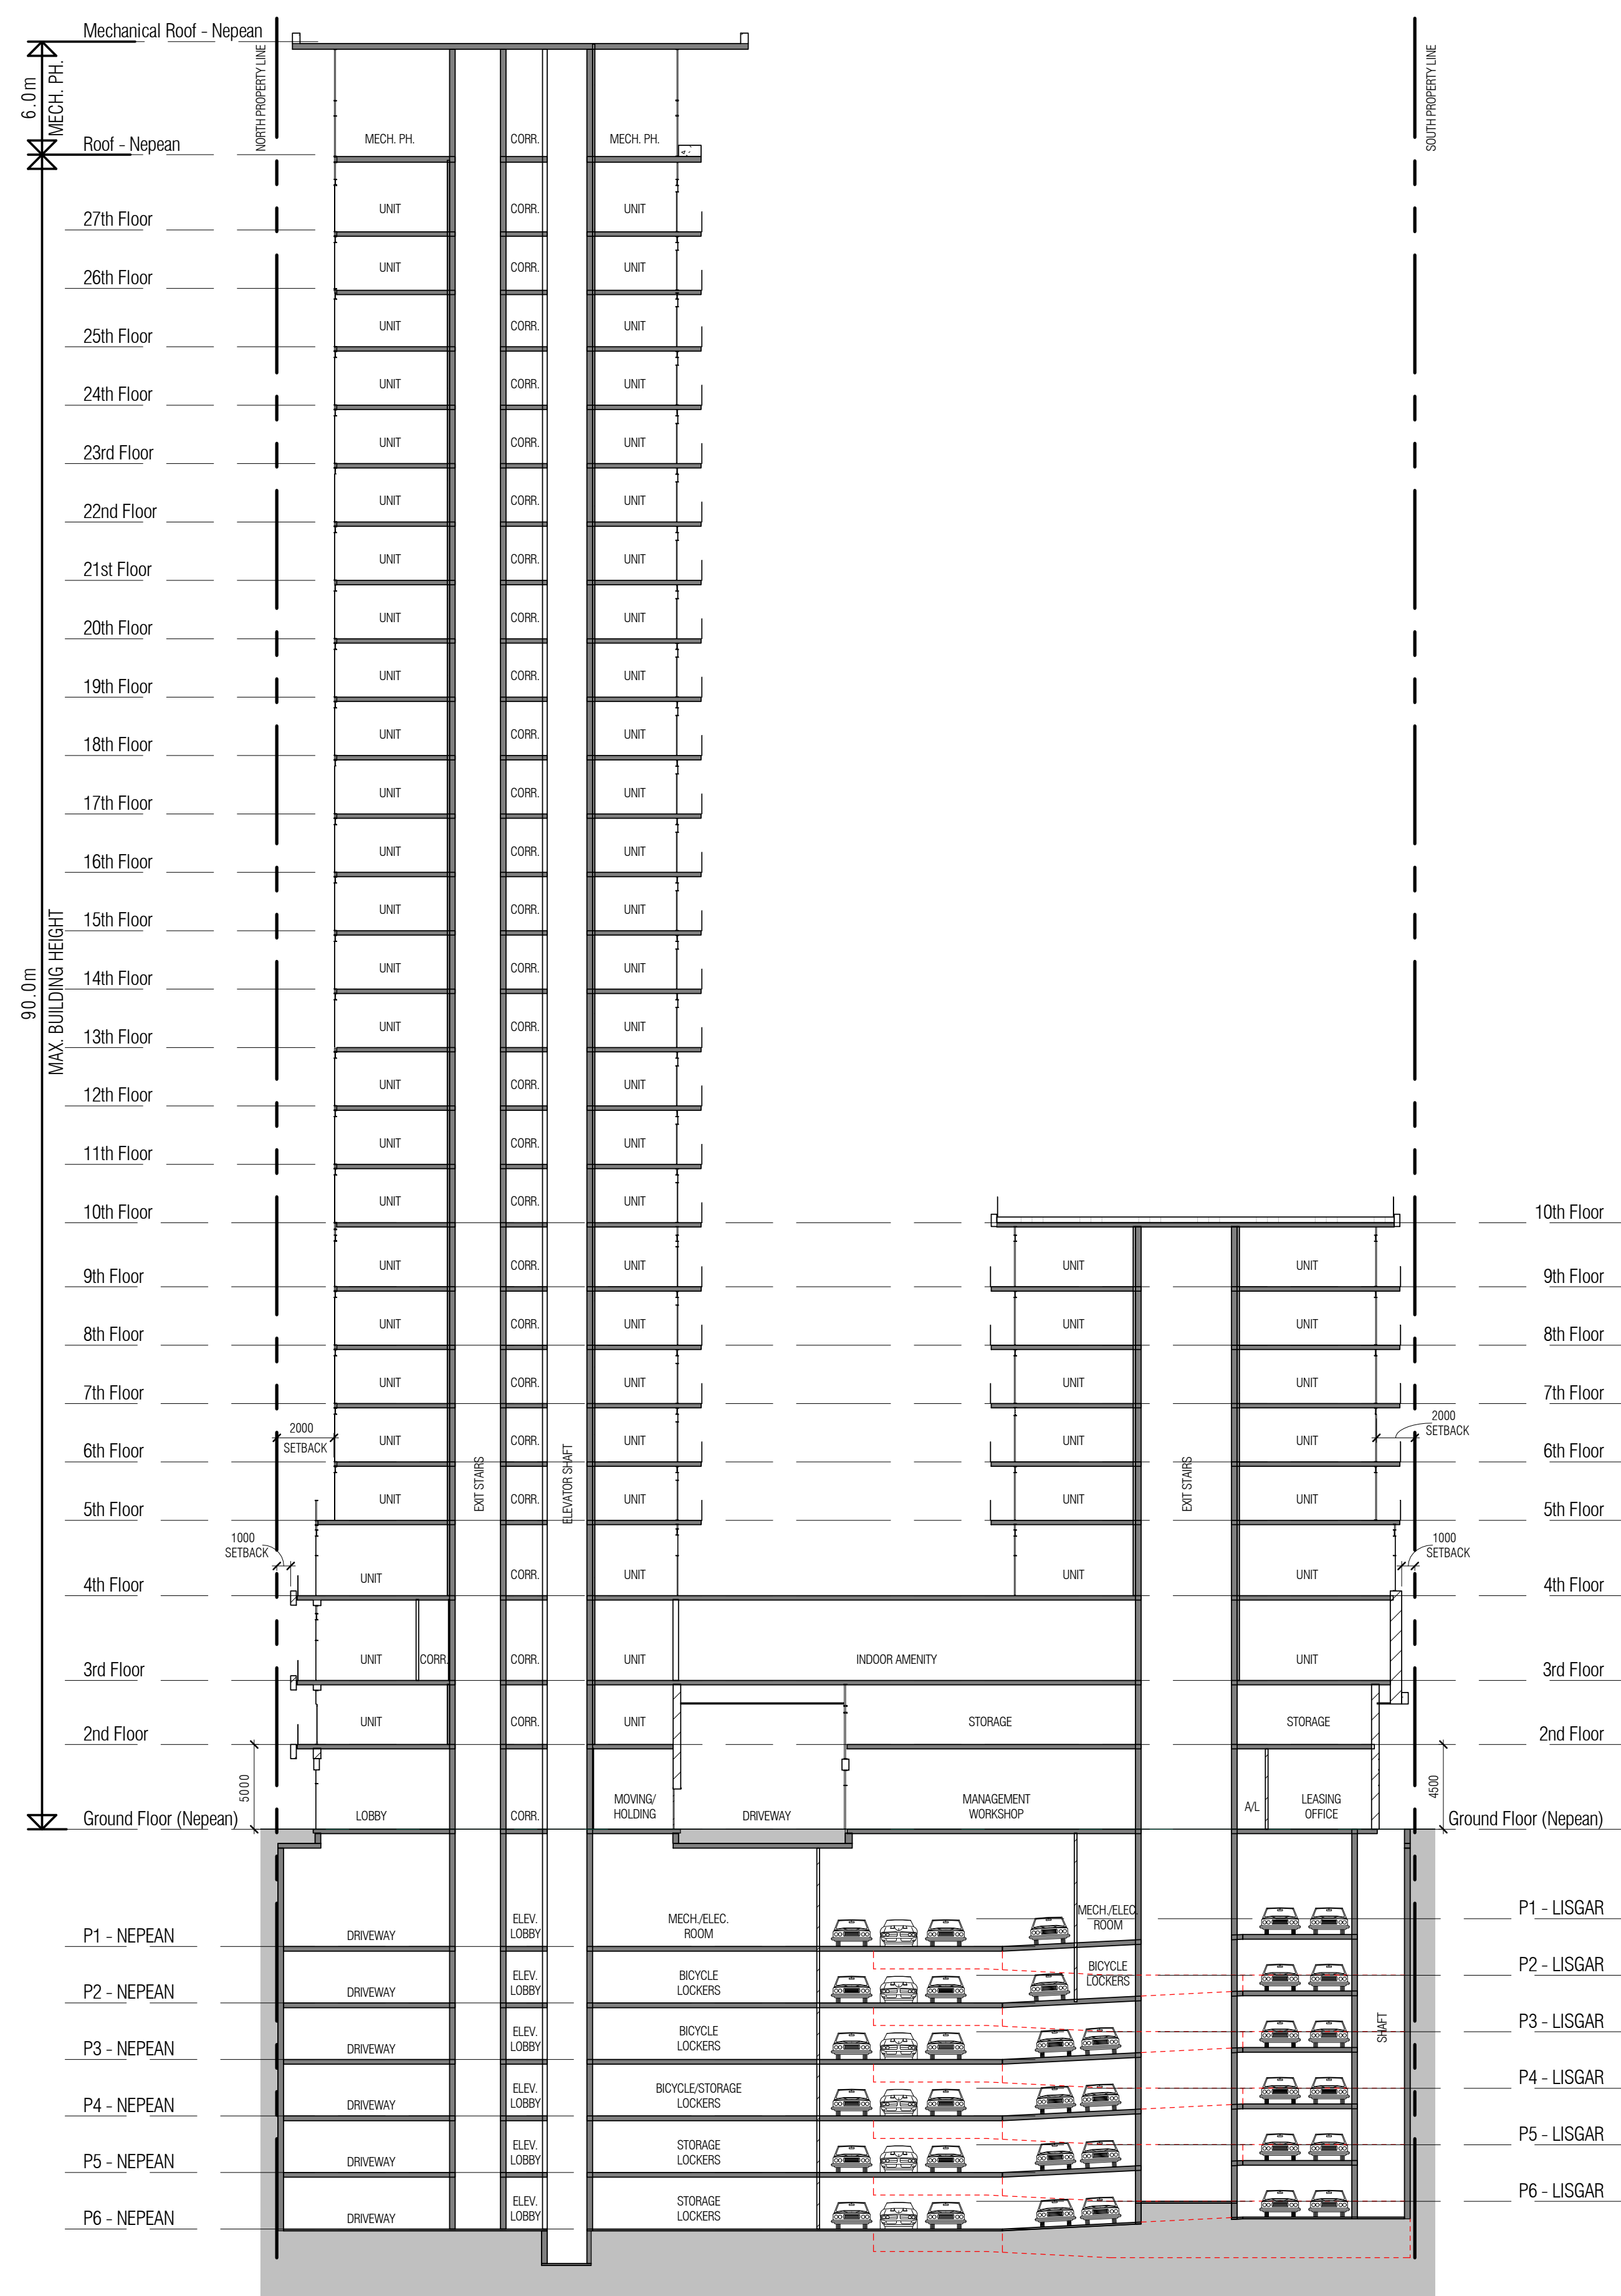 Mechanical Roof - Nepean
6.0m
MECH. PH.
NORTH PROPERTY LINE
SOUTH PROPERTY LINE
MECH. PH.
CORR.
MECH. PH.
Roof - Nepean
UNIT
CORR.
UNIT
27th Floor
UNIT
CORR.
UNIT
26th Floor
UNIT
CORR.
UNIT
25th Floor
UNIT
CORR.
UNIT
24th Floor
UNIT
CORR.
UNIT
23rd Floor
UNIT
CORR.
UNIT
22nd Floor
UNIT
CORR.
UNIT
21st Floor
UNIT
CORR.
UNIT
20th Floor
UNIT
CORR.
UNIT
19th Floor
UNIT
CORR.
UNIT
18th Floor
UNIT
CORR.
UNIT
17th Floor
UNIT
CORR.
UNIT
16th Floor
UNIT
CORR.
UNIT
15th Floor
90.0m
MAX. BUILDING HEIGHT
UNIT
CORR.
UNIT
14th Floor
UNIT
CORR.
UNIT
13th Floor
UNIT
CORR.
UNIT
12th Floor
UNIT
CORR.
UNIT
11th Floor
UNIT
CORR.
UNIT
10th Floor
10th Floor
UNIT
CORR.
UNIT
UNIT
UNIT
9th Floor
9th Floor
UNIT
CORR.
UNIT
UNIT
UNIT
8th Floor
8th Floor
UNIT
CORR.
UNIT
UNIT
UNIT
7th Floor
7th Floor
2000
SETBACK
2000
SETBACK
UNIT
CORR.
UNIT
UNIT
UNIT
6th Floor
6th Floor
EXIT STAIRS
ELEVATOR SHAFT
EXIT STAIRS
UNIT
CORR.
UNIT
UNIT
UNIT
5th Floor
5th Floor
1000
SETBACK
1000
SETBACK
UNIT
CORR.
UNIT
UNIT
UNIT
4th Floor
4th Floor
UNIT
CORR.
CORR.
UNIT
INDOOR AMENITY
UNIT
3rd Floor
3rd Floor
UNIT
CORR.
UNIT
STORAGE
STORAGE
2nd Floor
2nd Floor
5000
4500
LOBBY
CORR.
MOVING/
HOLDING
DRIVEWAY
MANAGEMENT
WORKSHOP
A/L
LEASING
OFFICE
Ground Floor (Nepean)
Ground Floor (Nepean)
P1 - NEPEAN
DRIVEWAY
ELEV.
LOBBY
MECH./ELEC.
ROOM
MECH./ELEC.
ROOM
P1 - LISGAR
P2 - NEPEAN
DRIVEWAY
ELEV.
LOBBY
BICYCLE
LOCKERS
BICYCLE
LOCKERS
P2 - LISGAR
P3 - NEPEAN
DRIVEWAY
ELEV.
LOBBY
BICYCLE
LOCKERS
SHAFT
P3 - LISGAR
P4 - NEPEAN
DRIVEWAY
ELEV.
LOBBY
BICYCLE/STORAGE
LOCKERS
P4 - LISGAR
P5 - NEPEAN
DRIVEWAY
ELEV.
LOBBY
STORAGE
LOCKERS
P5 - LISGAR
P6 - NEPEAN
DRIVEWAY
ELEV.
LOBBY
STORAGE
LOCKERS
P6 - LISGAR